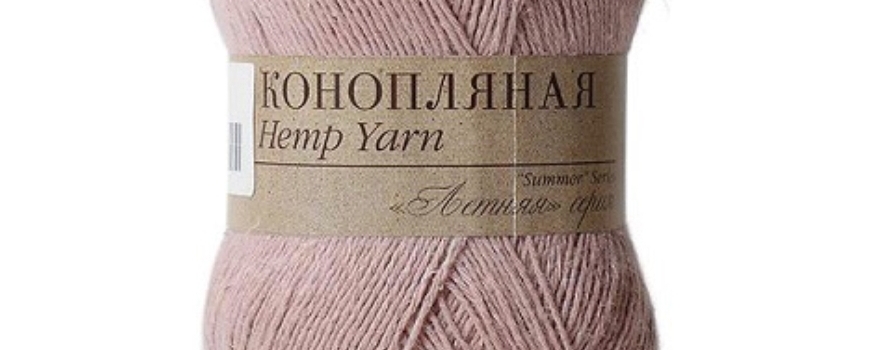 КОНОПЛЯНАЯ
Hemp Yarn
"Summer" Series
«Летняя» серия